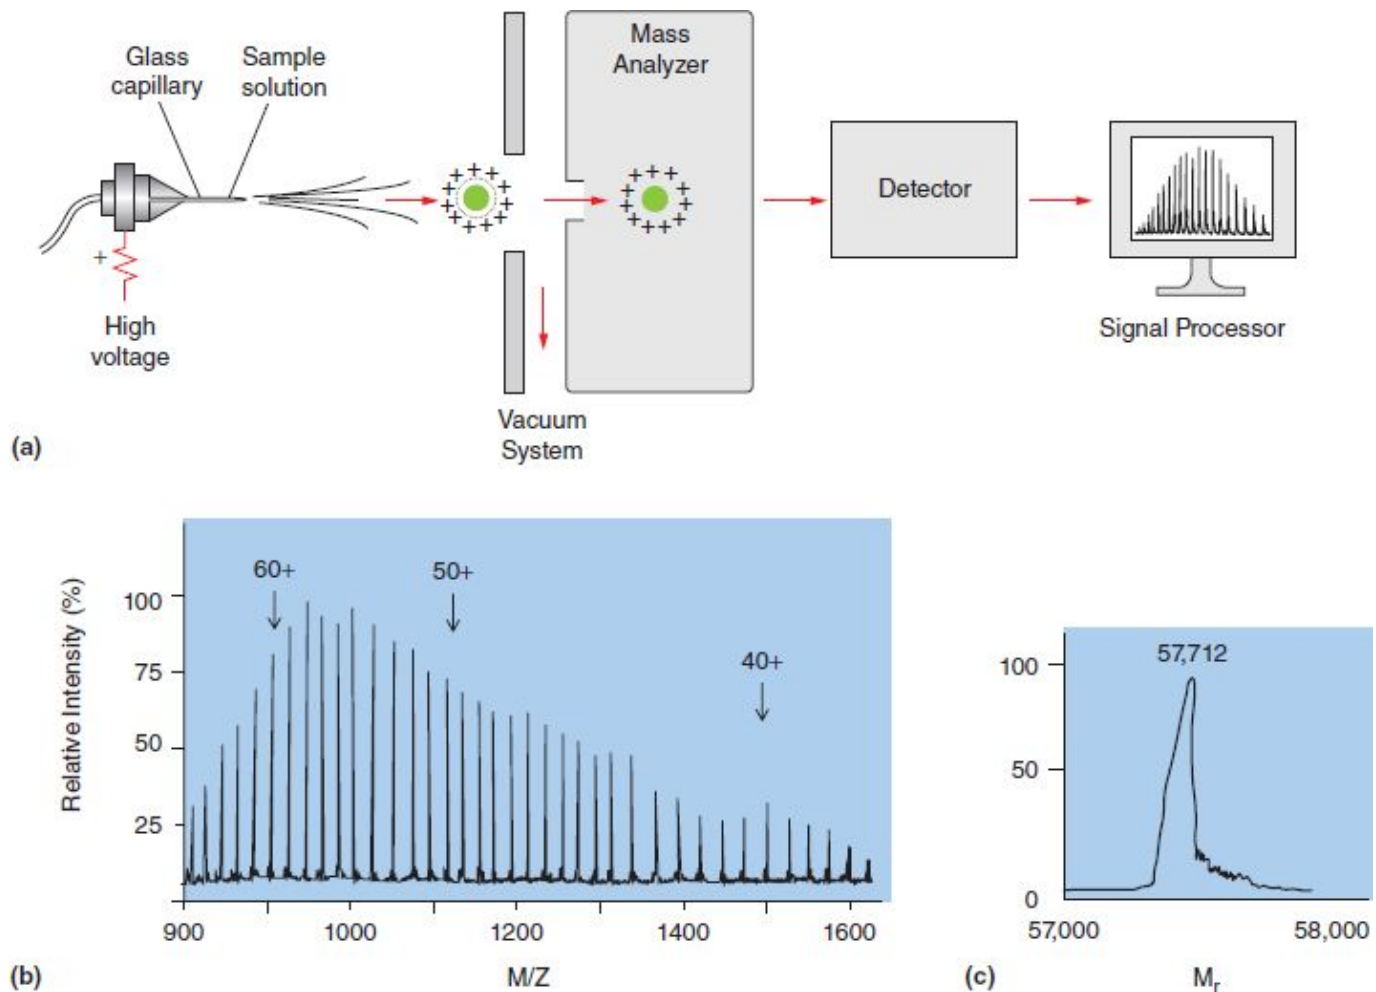 Glass
capillary
Sample
solution
+
High
voltage
Vacuum
System
Mass
Analyzer
Detector
Signal Processor
(a)
Relative Intensity (%)
100
75
50
25
60+
50+
40+
900
1000
1200
1400
1600
M/Z
(b)
100
50
0
57,712
57,000
58,000
Mr
(c)